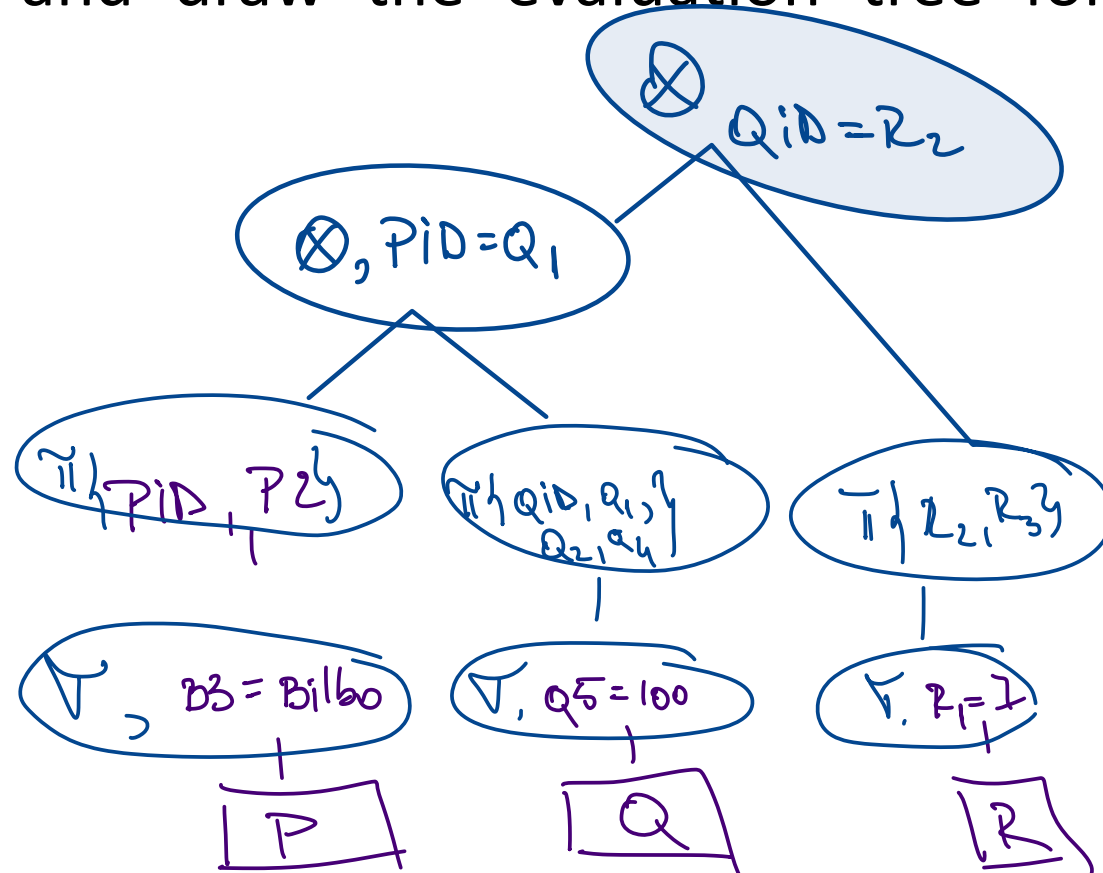 and draw the evaluation tree for
⊗
QiD = R2
⊗, PiD = Q1
π{PiD, P2}
π{QiD, Q1,}
Q2, Q4
π{R2, R3}
σ, B3 = Bilbo
σ, Q5 = 100
σ. R1 = 7
P
Q
R